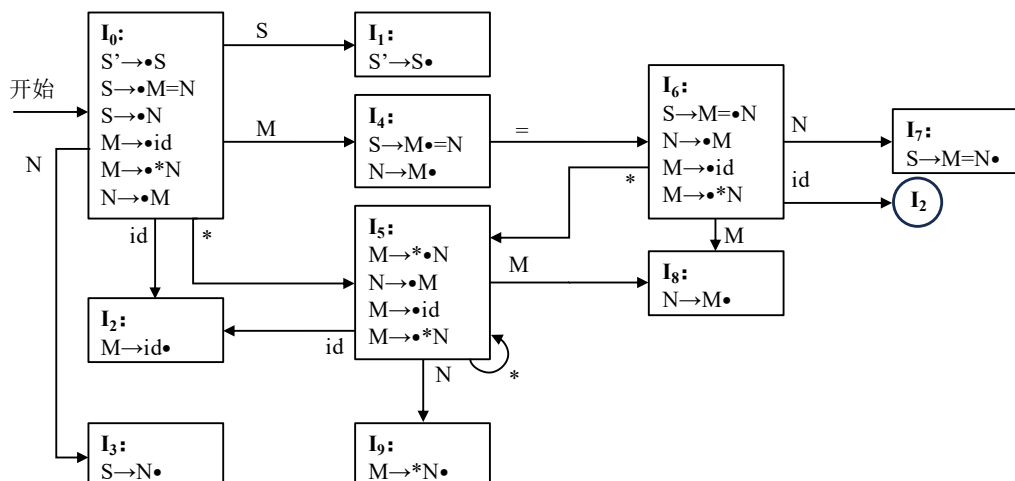 开始
I0：
S’→•S
S→•M=N
S→•N
M→•id
M→•*N
N→•M
S
M
N
id
*
I1：
S’→S•
I4：
S→M•=N
N→M•
=
I6：
S→M=•N
N→•M
M→•id
M→•*N
N
id
*
M
I7：
S→M=N•
I2
I5：
M→*•N
N→•M
M→•id
M→•*N
M
id
N
*
I8：
N→M•
I2：
M→id•
I3：
S→N•
I9：
M→*N•